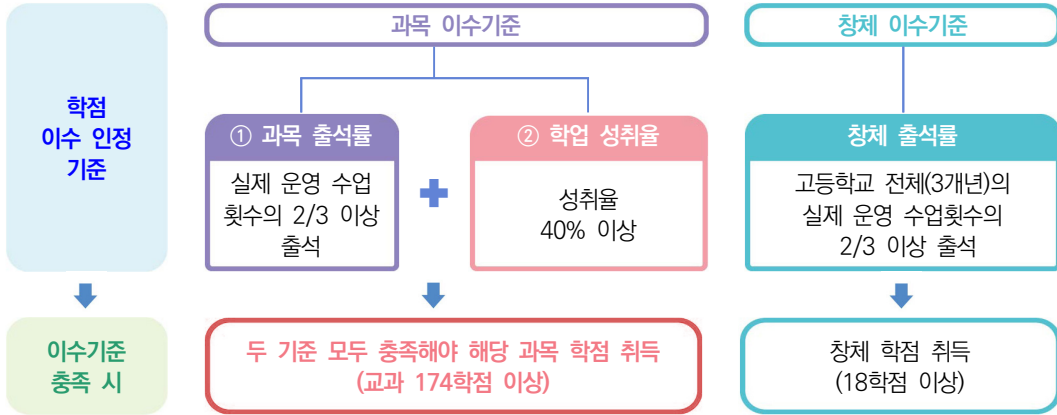 학점
이수 인정
기준
과목 이수기준
① 과목 출석률
실제 운영 수업
횟수의 2/3 이상
출석
② 학업 성취율
성취율
40% 이상
창체 이수기준
창체 출석률
고등학교 전체(3개년)의
실제 운영 수업횟수의
2/3 이상 출석
이수기준
충족 시
두 기준 모두 충족해야 해당 과목 학점 취득
(교과 174학점 이상)
창체 학점 취득
(18학점 이상)